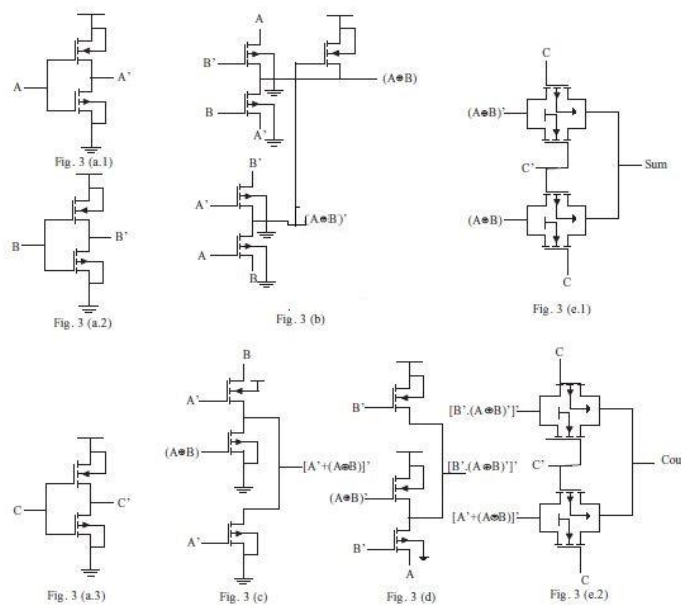 A
A'
Fig. 3 (a.1)
B
B'
Fig. 3 (a.2)
A
B'
(A⊕B)
B
A'
B'
A'
(A⊕B)'
A
B
Fig. 3 (b)
C
(A⊕B)'
C'
Sum
(A⊕B)
C
Fig. 3 (e.1)
C
C'
Fig. 3 (a.3)
B
A'
(A⊕B)
[A'+(A⊕B)]'
A'
Fig. 3 (c)
B'
[B'.(A⊕B)']'
(A⊕B)'
B'
A
Fig. 3 (d)
C
[B'.(A⊕B)']'
C'
Cou
[A'+(A⊕B)]'
C
Fig. 3 (e.2)